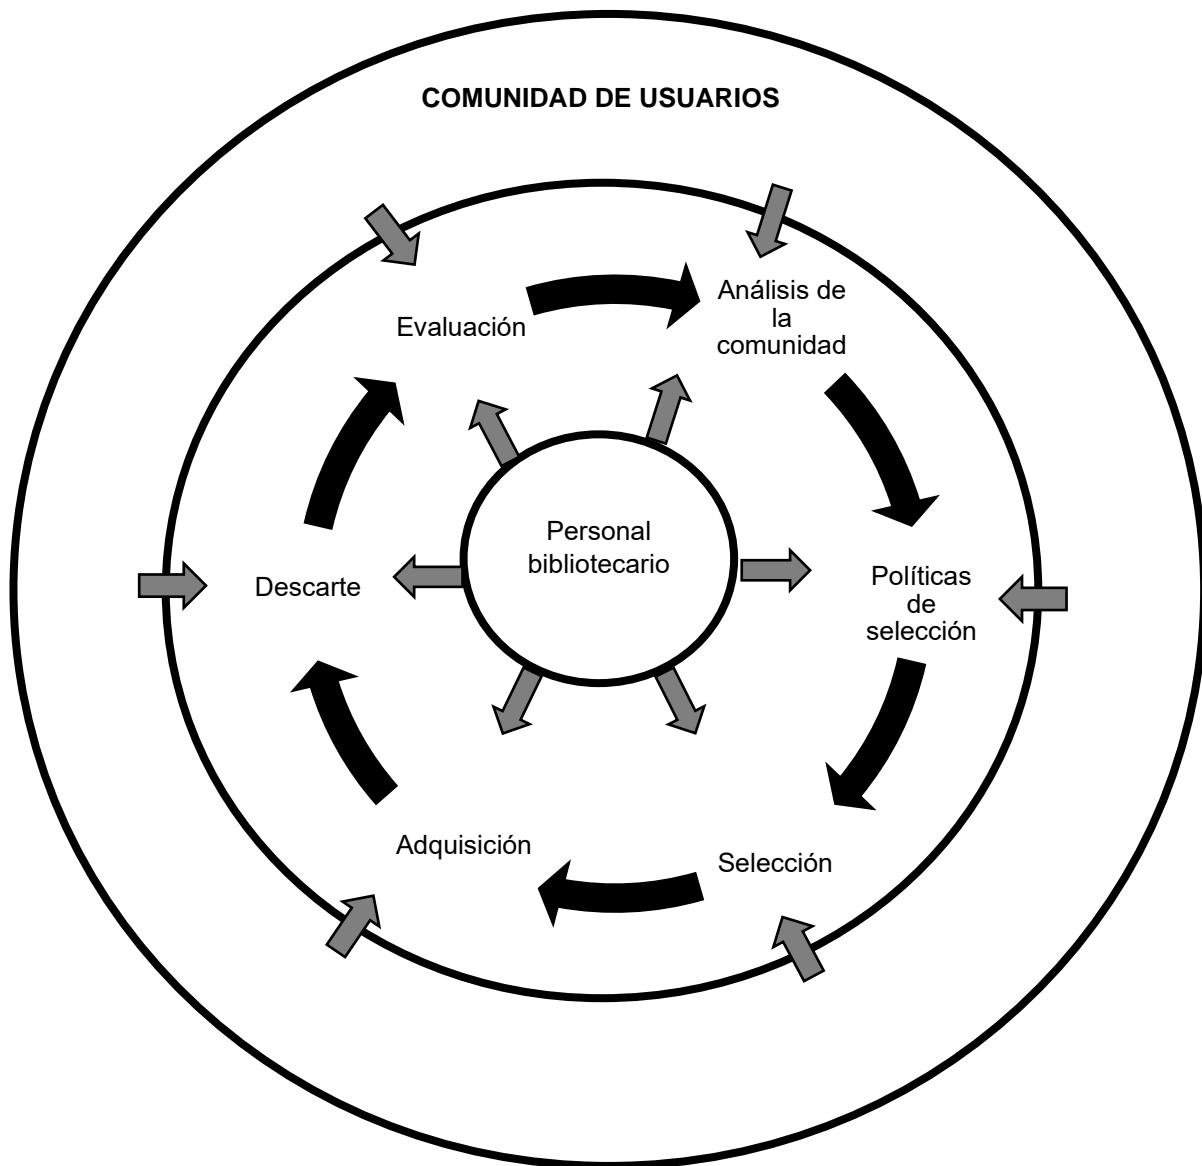 COMUNIDAD DE USUARIOS
Análisis de
la
comunidad
Evaluación
Personal
bibliotecario
Políticas
de
selección
Descarte
Adquisición
Selección